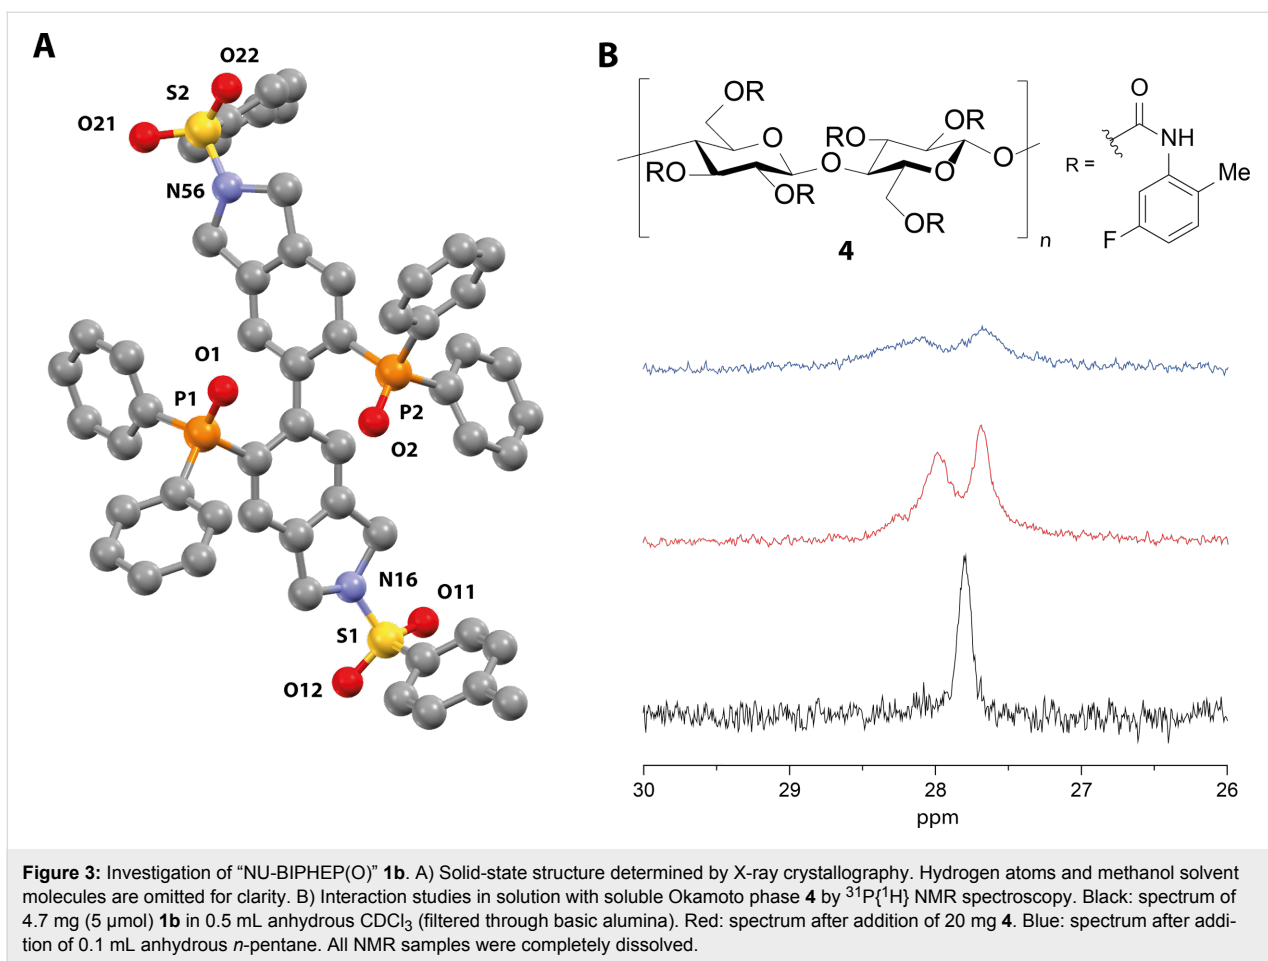 A
O22
S2
O21
N56
O1
P1
P2
O2
N16
O11
S1
O12
B
OR
O
RO
OR
O
RO
OR
O
O
OR
n
4
R =
O
NH
Me
F
30 29 28 27 26
ppm
Figure 3: Investigation of “NU-BIPHEP(O)” 1b. A) Solid-state structure determined by X-ray crystallography. Hydrogen atoms and methanol solvent
molecules are omitted for clarity. B) Interaction studies in solution with soluble Okamoto phase 4 by ³¹P{¹H} NMR spectroscopy. Black: spectrum of
4.7 mg (5 μmol) 1b in 0.5 mL anhydrous CDCl₃ (filtered through basic alumina). Red: spectrum after addition of 20 mg 4. Blue: spectrum after addi-
tion of 0.1 mL anhydrous n-pentane. All NMR samples were completely dissolved.